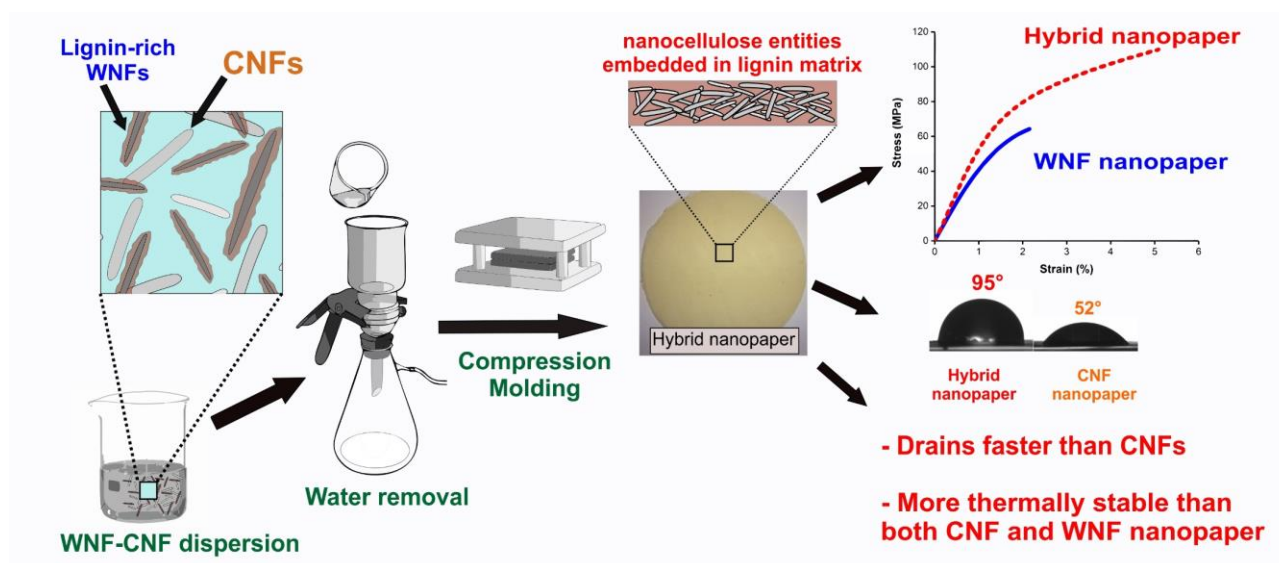 Lignin-rich
WNFs
CNFs
WNF-CNF dispersion
Water removal
Compression
Molding
nanocellulose entities
embedded in lignin matrix
Hybrid nanopaper
Stress (MPa)
120
100
80
60
40
20
0
0
1
2
3
4
5
6
Strain (%)
Hybrid nanopaper
WNF nanopaper
95°
52°
Hybrid
nanopaper
CNF
nanopaper
- Drains faster than CNFs
- More thermally stable than
both CNF and WNF nanopaper